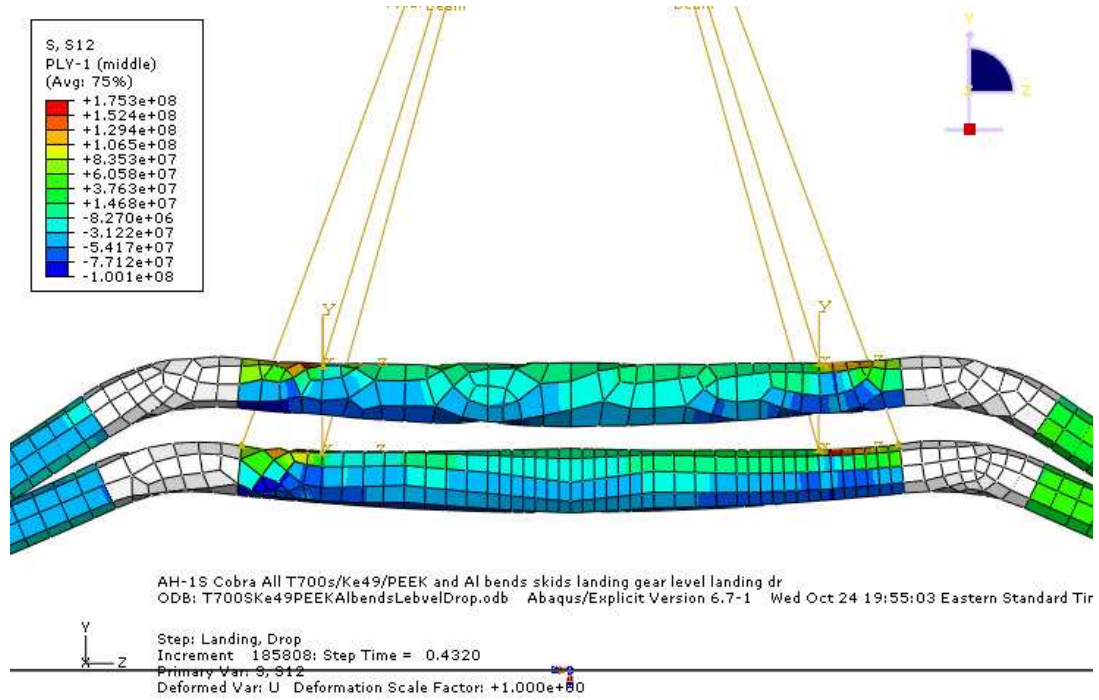 Beam
S, S12
PLY-1 (middle)
(Avg: 75%)
+1.753e+08
+1.524e+08
+1.294e+08
+1.065e+08
+8.353e+07
+6.058e+07
+3.763e+07
+1.468e+07
-8.270e+06
-3.122e+07
-5.417e+07
-7.712e+07
-1.001e+08
Y
Z
Y
Y
X
Z
X
Z
X
Z
X
Z
AH-1S Cobra All T700s/Ke49/PEEK and Al bends skids landing gear level landing dr
ODB: T700SKe49PEEKAlbendsLebvelDrop.odb Abaqus/Explicit Version 6.7-1 Wed Oct 24 19:55:03 Eastern Standard Tir
Y
X Z
Step: Landing, Drop
Increment 185808: Step Time = 0.4320
Primary Var: S, S12
Deformed Var: U Deformation Scale Factor: +1.000e+00